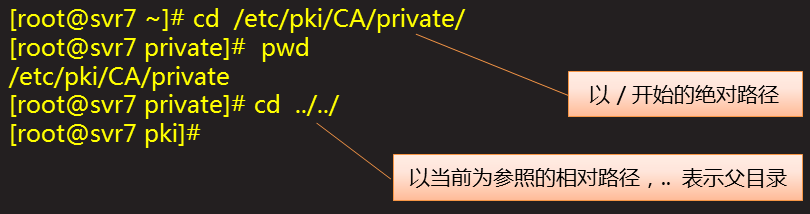 [root@svr7 ~]# cd  /etc/pki/CA/private/
[root@svr7 private]#  pwd
/etc/pki/CA/private
以 / 开始的绝对路径
[root@svr7 private]# cd  ../../
[root@svr7 pki]#
以当前为参照的相对路径，..  表示父目录